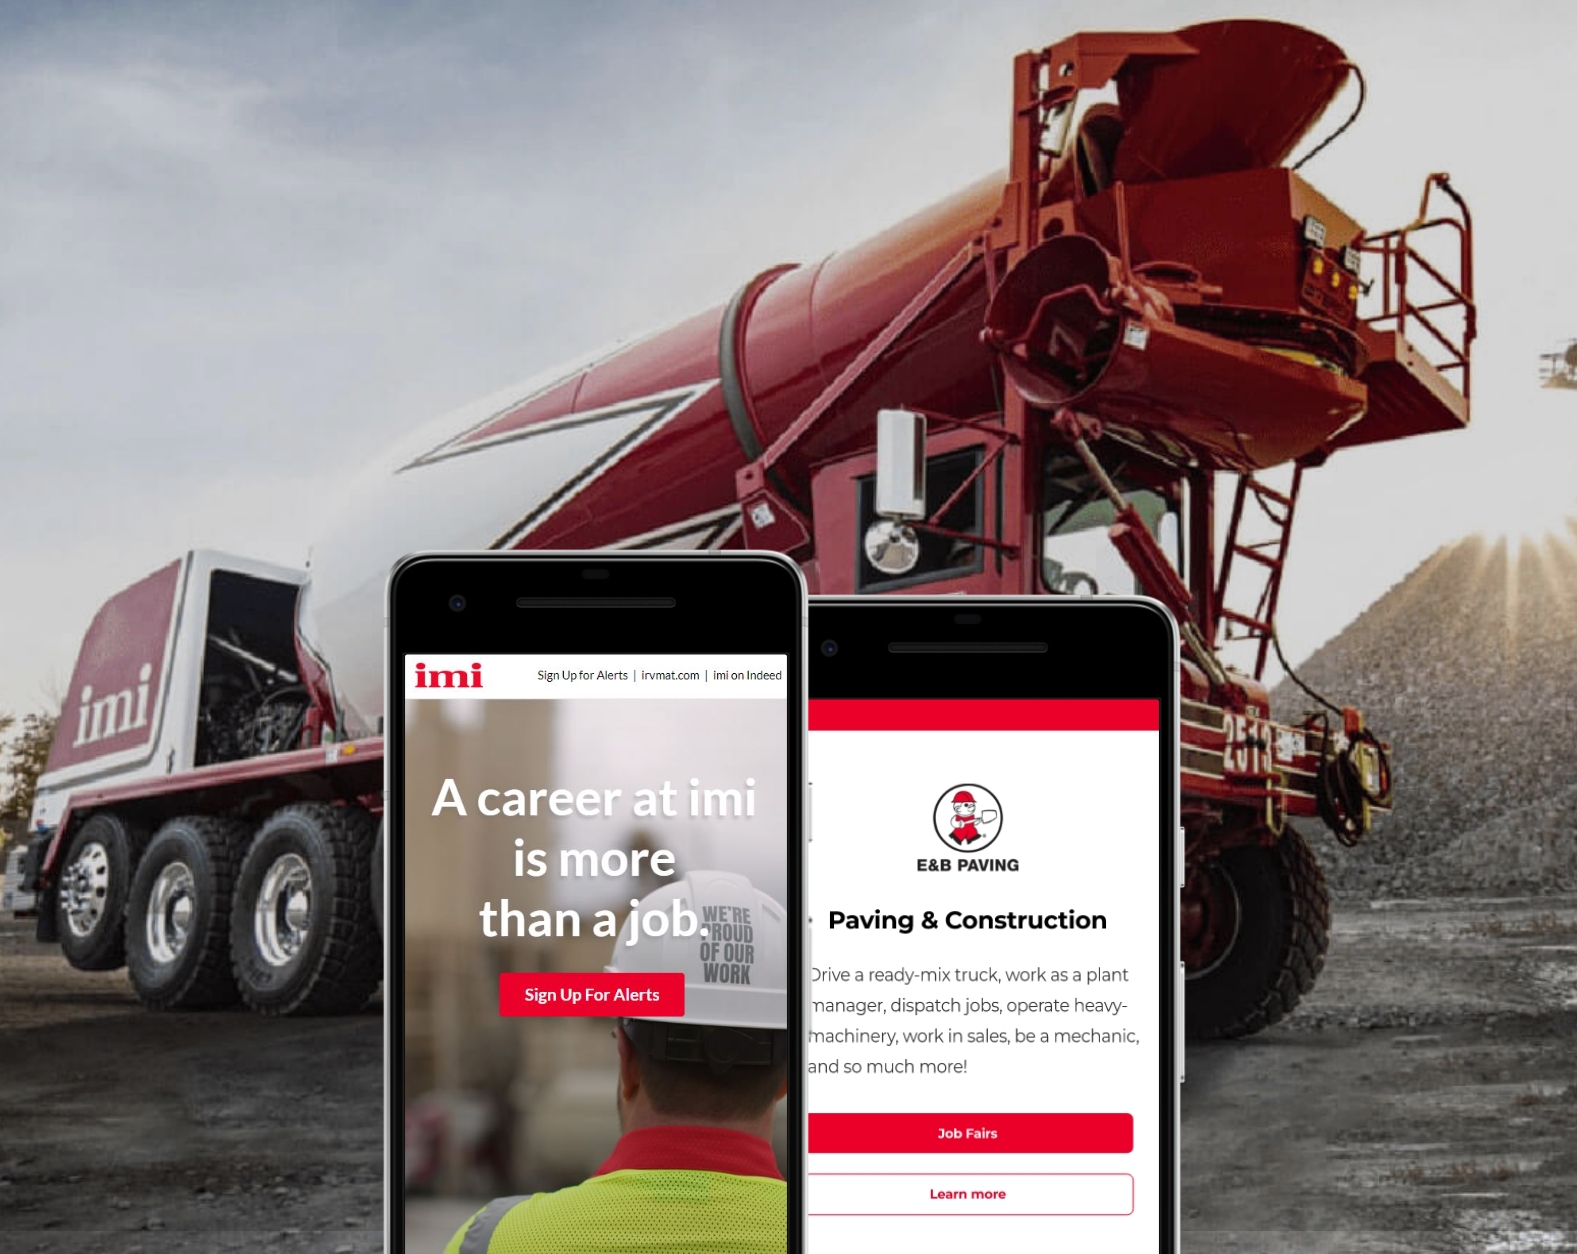 imi
imi
Sign Up for Alerts | irvmat.com | imi on Indeed
A career at imi
is more
than a job.
WE'RE
PROUD
OF OUR
WORK
Sign Up For Alerts
E&B PAVING
Paving & Construction
Drive a ready-mix truck, work as a plant
manager, dispatch jobs, operate heavy-
machinery, work in sales, be a mechanic,
and so much more!
Job Fairs
Learn more